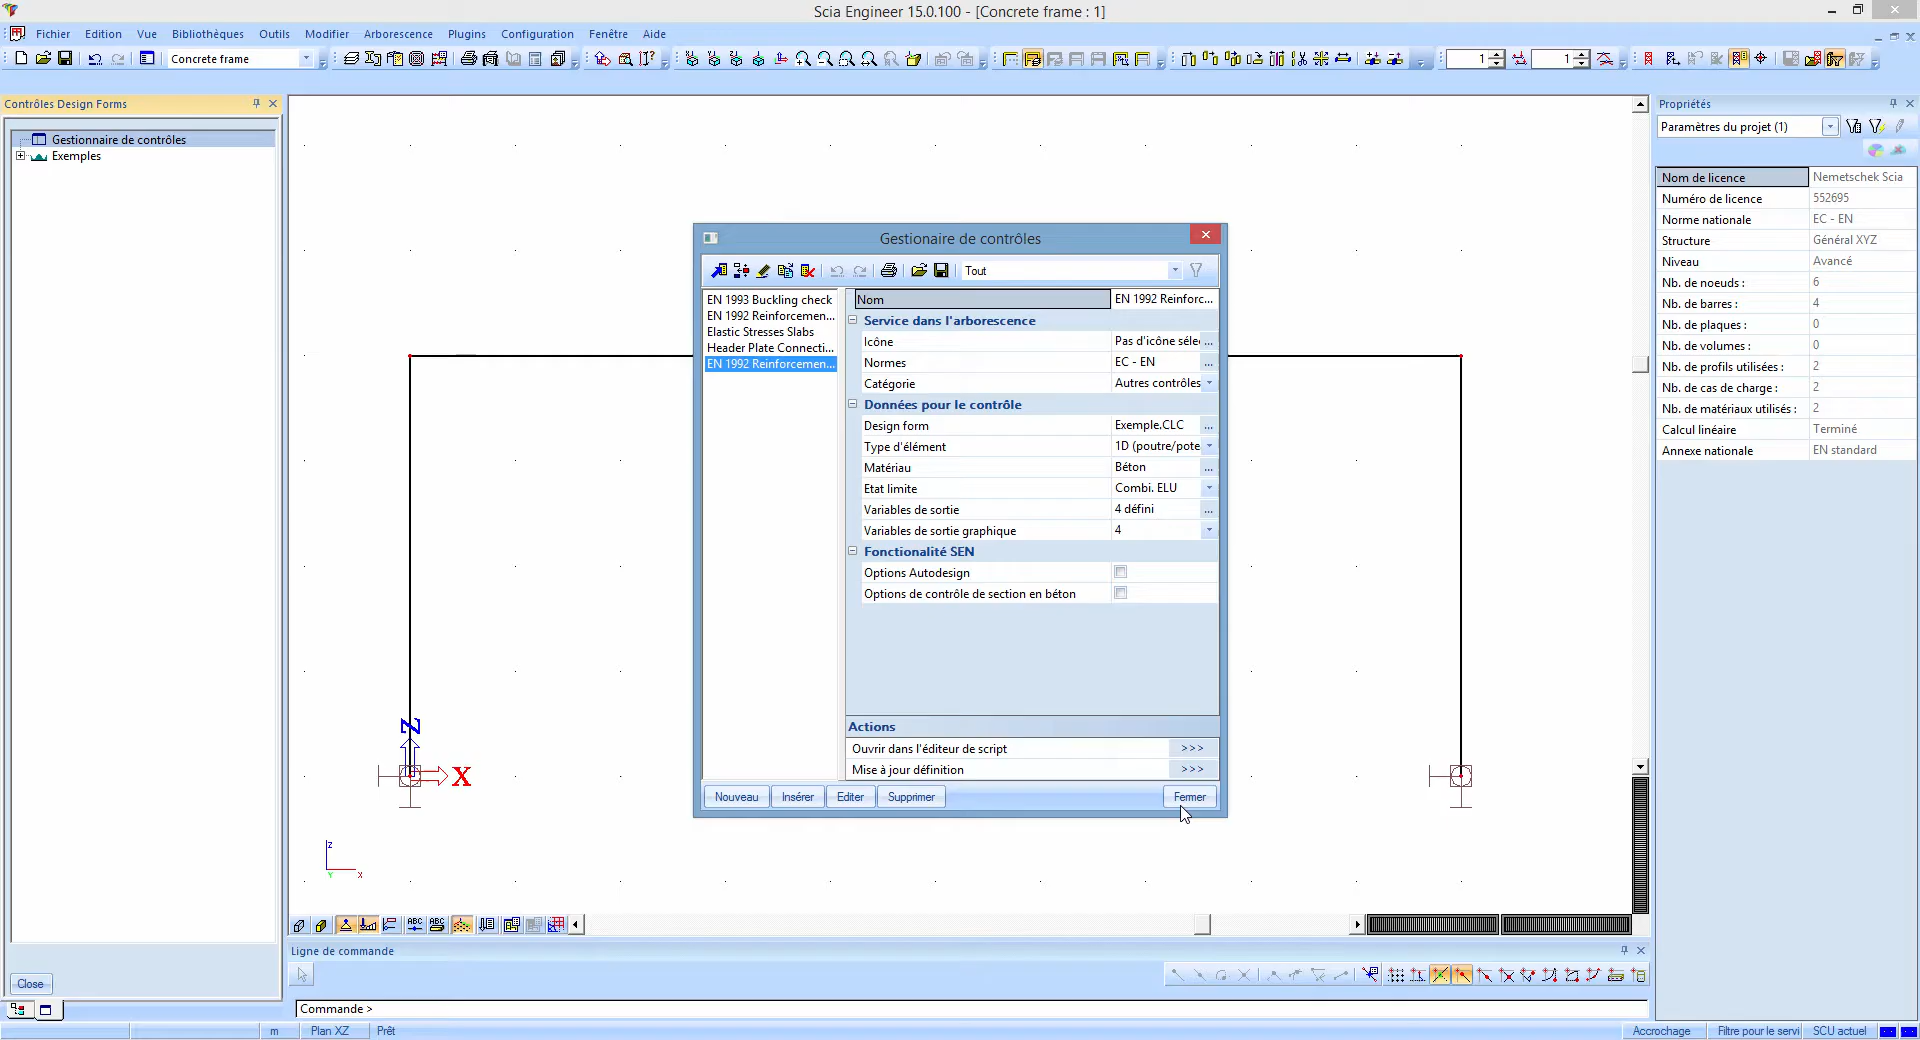 Scia Engineer 15.0.100 - [Concrete frame : 1]
Fichier Edition Vue Bibliothèques Outils Modifier Arborescence Plugins Configuration Fenêtre Aide
Concrete frame
1 1
Contrôles Design Forms
Gestionnaire de contrôles
Exemples
Close
Gestionaire de contrôles
Tout
EN 1993 Buckling check
EN 1992 Reinforcemen...
Elastic Stresses Slabs
Header Plate Connecti...
EN 1992 Reinforcemen...
Nom EN 1992 Reinforc...
Service dans l'arborescence
Icône Pas d'icône séle ...
Normes EC - EN ...
Catégorie Autres contrôles
Données pour le contrôle
Design form Exemple.CLC ...
Type d'élément 1D (poutre/pote
Matériau Béton ...
Etat limite Combi. ELU
Variables de sortie 4 défini ...
Variables de sortie graphique 4
Fonctionalité SEN
Options Autodesign
Options de contrôle de section en béton
Actions
Ouvrir dans l'éditeur de script >>>
Mise à jour définition >>>
Nouveau Insérer Editer Supprimer Fermer
Z
X
z
Y x
ABC ABC
Ligne de commande
Commande >
m Plan XZ Prêt Accrochage Filtre pour le servi SCU actuel
Propriétés
Paramètres du projet (1)
Nom de licence Nemetschek Scia
Numéro de licence 552695
Norme nationale EC - EN
Structure Général XYZ
Niveau Avancé
Nb. de noeuds : 6
Nb. de barres : 4
Nb. de plaques : 0
Nb. de volumes : 0
Nb. de profils utilisées : 2
Nb. de cas de charge : 2
Nb. de matériaux utilisés : 2
Calcul linéaire Terminé
Annexe nationale EN standard